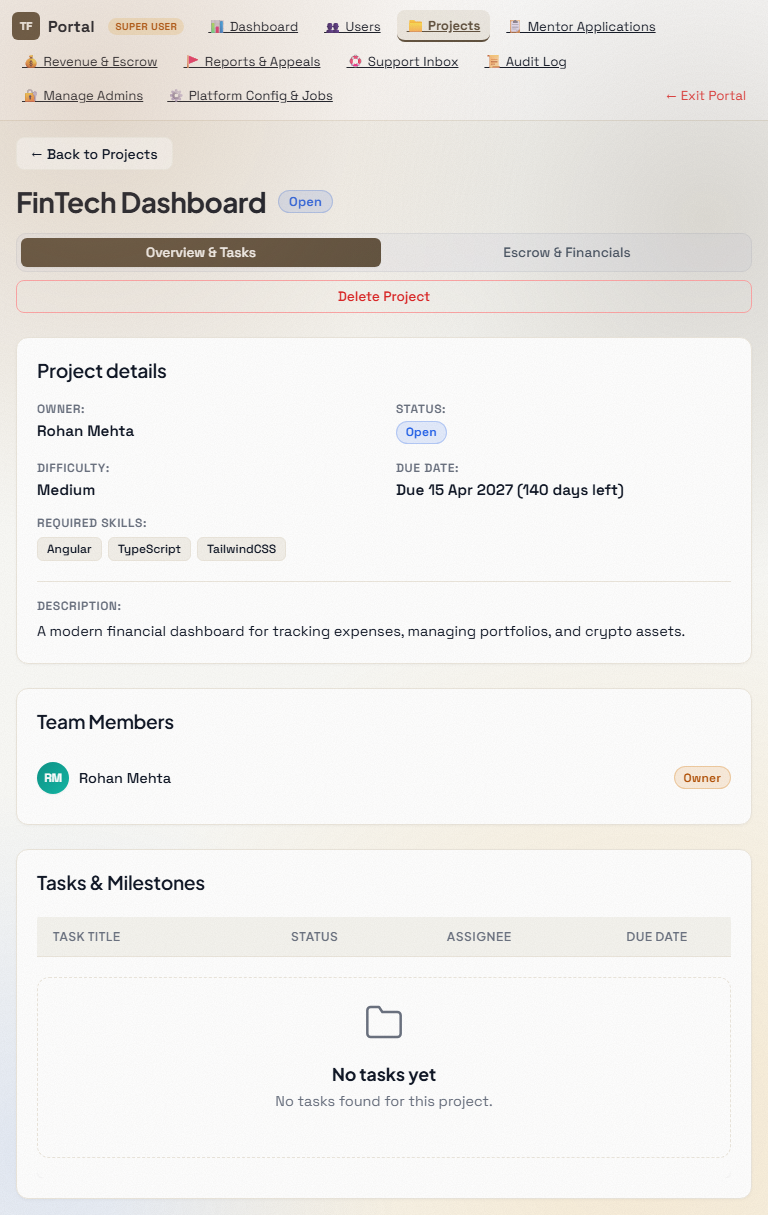 TF Portal SUPER USER 📊 Dashboard 👥 Users 📁 Projects 📋 Mentor Applications
💰 Revenue & Escrow 🚩 Reports & Appeals 🛟 Support Inbox 📜 Audit Log
🔐 Manage Admins ⚙️ Platform Config & Jobs ← Exit Portal
← Back to Projects
FinTech Dashboard Open
Overview & Tasks Escrow & Financials
Delete Project
Project details
OWNER: STATUS:
Rohan Mehta Open
DIFFICULTY: DUE DATE:
Medium Due 15 Apr 2027 (140 days left)
REQUIRED SKILLS:
Angular TypeScript TailwindCSS
DESCRIPTION:
A modern financial dashboard for tracking expenses, managing portfolios, and crypto assets.
Team Members
RM Rohan Mehta Owner
Tasks & Milestones
TASK TITLE STATUS ASSIGNEE DUE DATE
No tasks yet
No tasks found for this project.